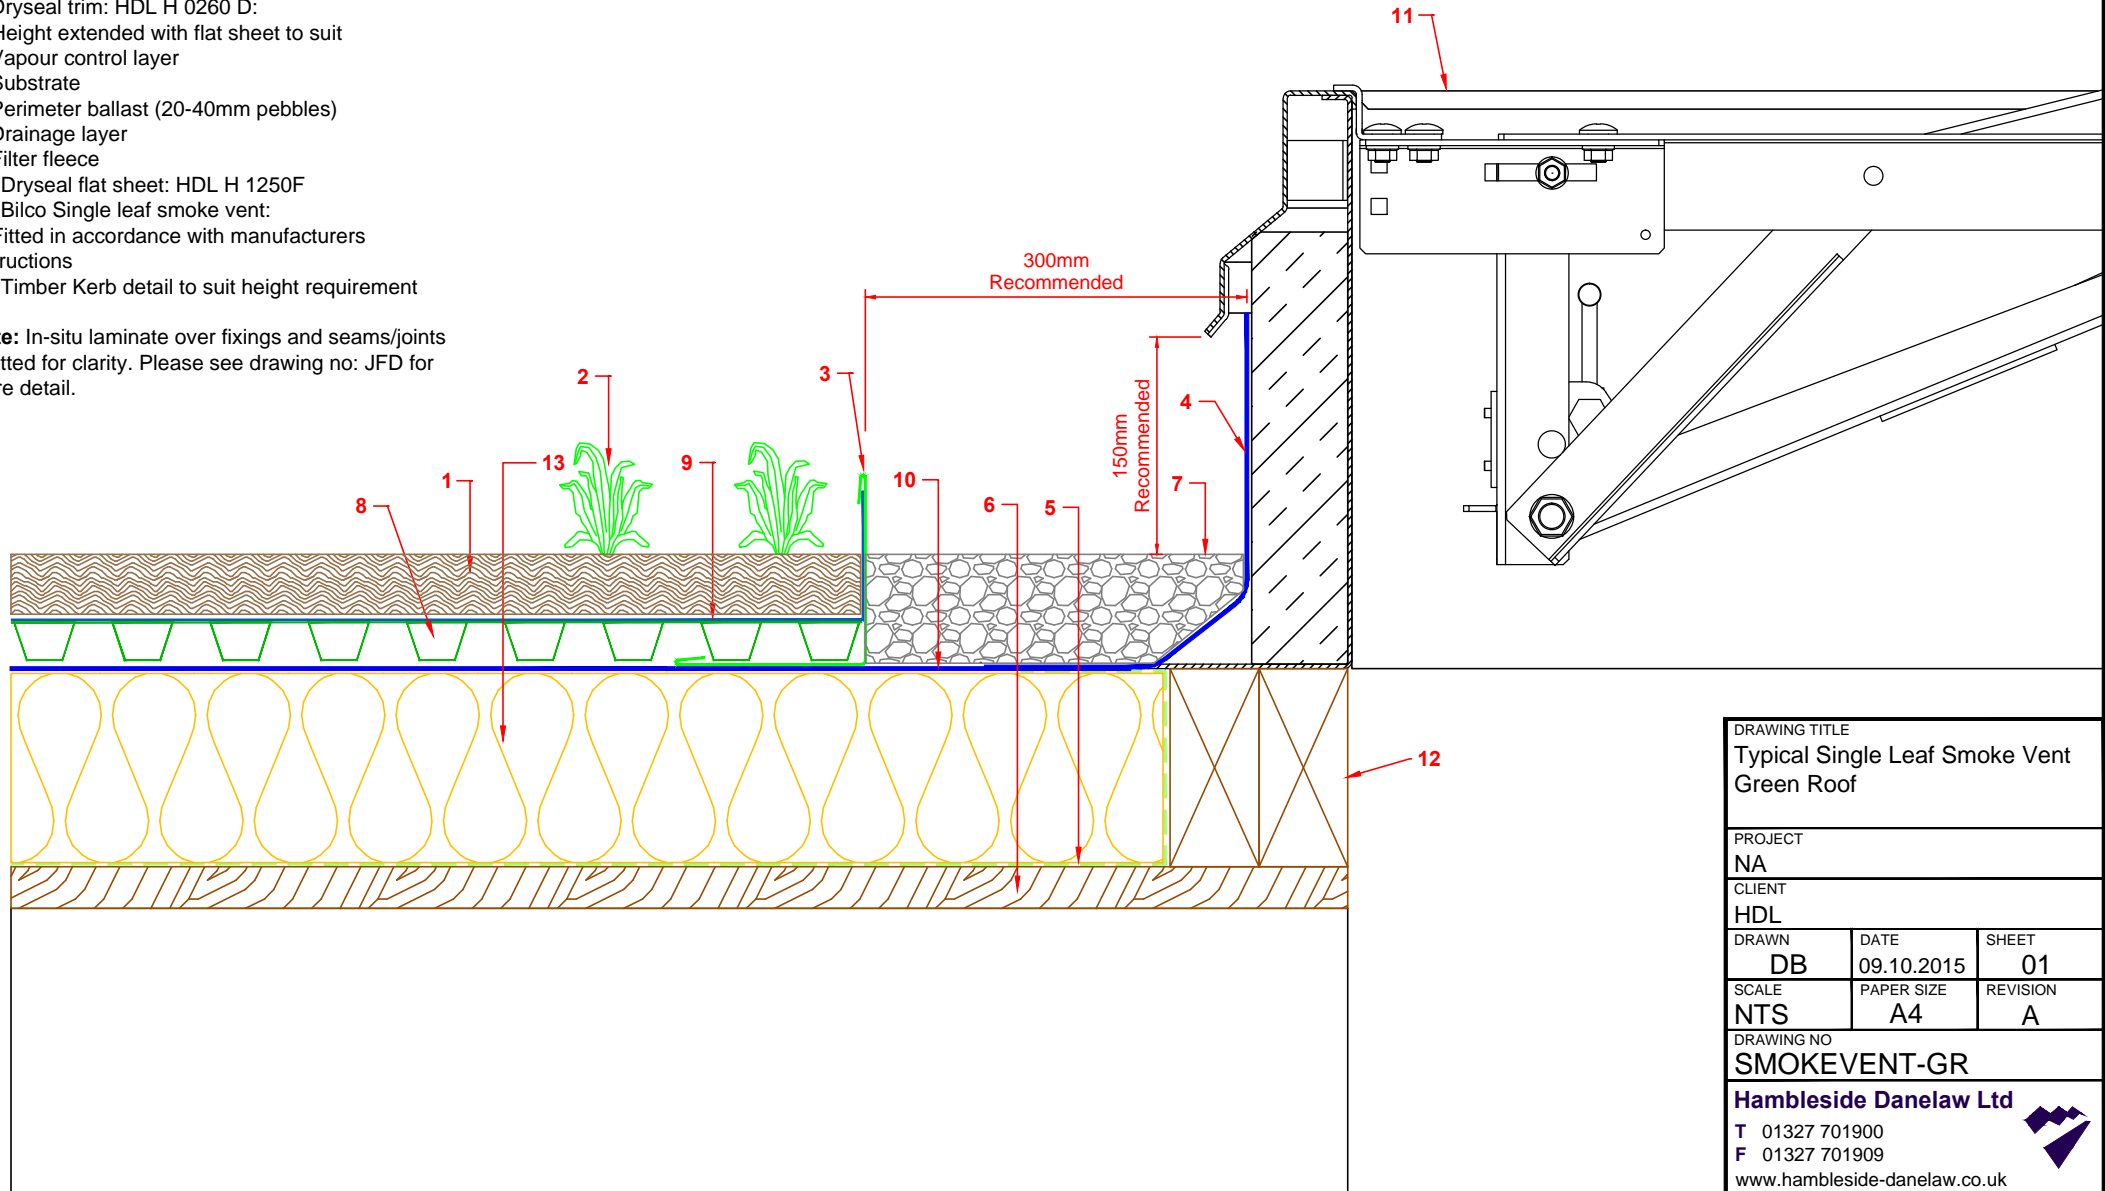 Dryseal trim: HDL H 0260 D:
Height extended with flat sheet to suit
Vapour control layer
Substrate
Perimeter ballast (20-40mm pebbles)
Drainage layer
Filter fleece
Dryseal flat sheet: HDL H 1250F
Bilco Single leaf smoke vent:
Fitted in accordance with manufacturers
ructions
Timber Kerb detail to suit height requirement
te: In-situ laminate over fixings and seams/joints
tted for clarity. Please see drawing no: JFD for
re detail.
11
300mm
Recommended
2
3
4
150mm
Recommended
13
9
1
8
10
6
5
7
12
DRAWING TITLE
Typical Single Leaf Smoke Vent
Green Roof
PROJECT
NA
CLIENT
HDL
DRAWN DATE SHEET
DB 09.10.2015 01
SCALE PAPER SIZE REVISION
NTS A4 A
DRAWING NO
SMOKEVENT-GR
Hambleside Danelaw Ltd
T 01327 701900
F 01327 701909
www.hambleside-danelaw.co.uk